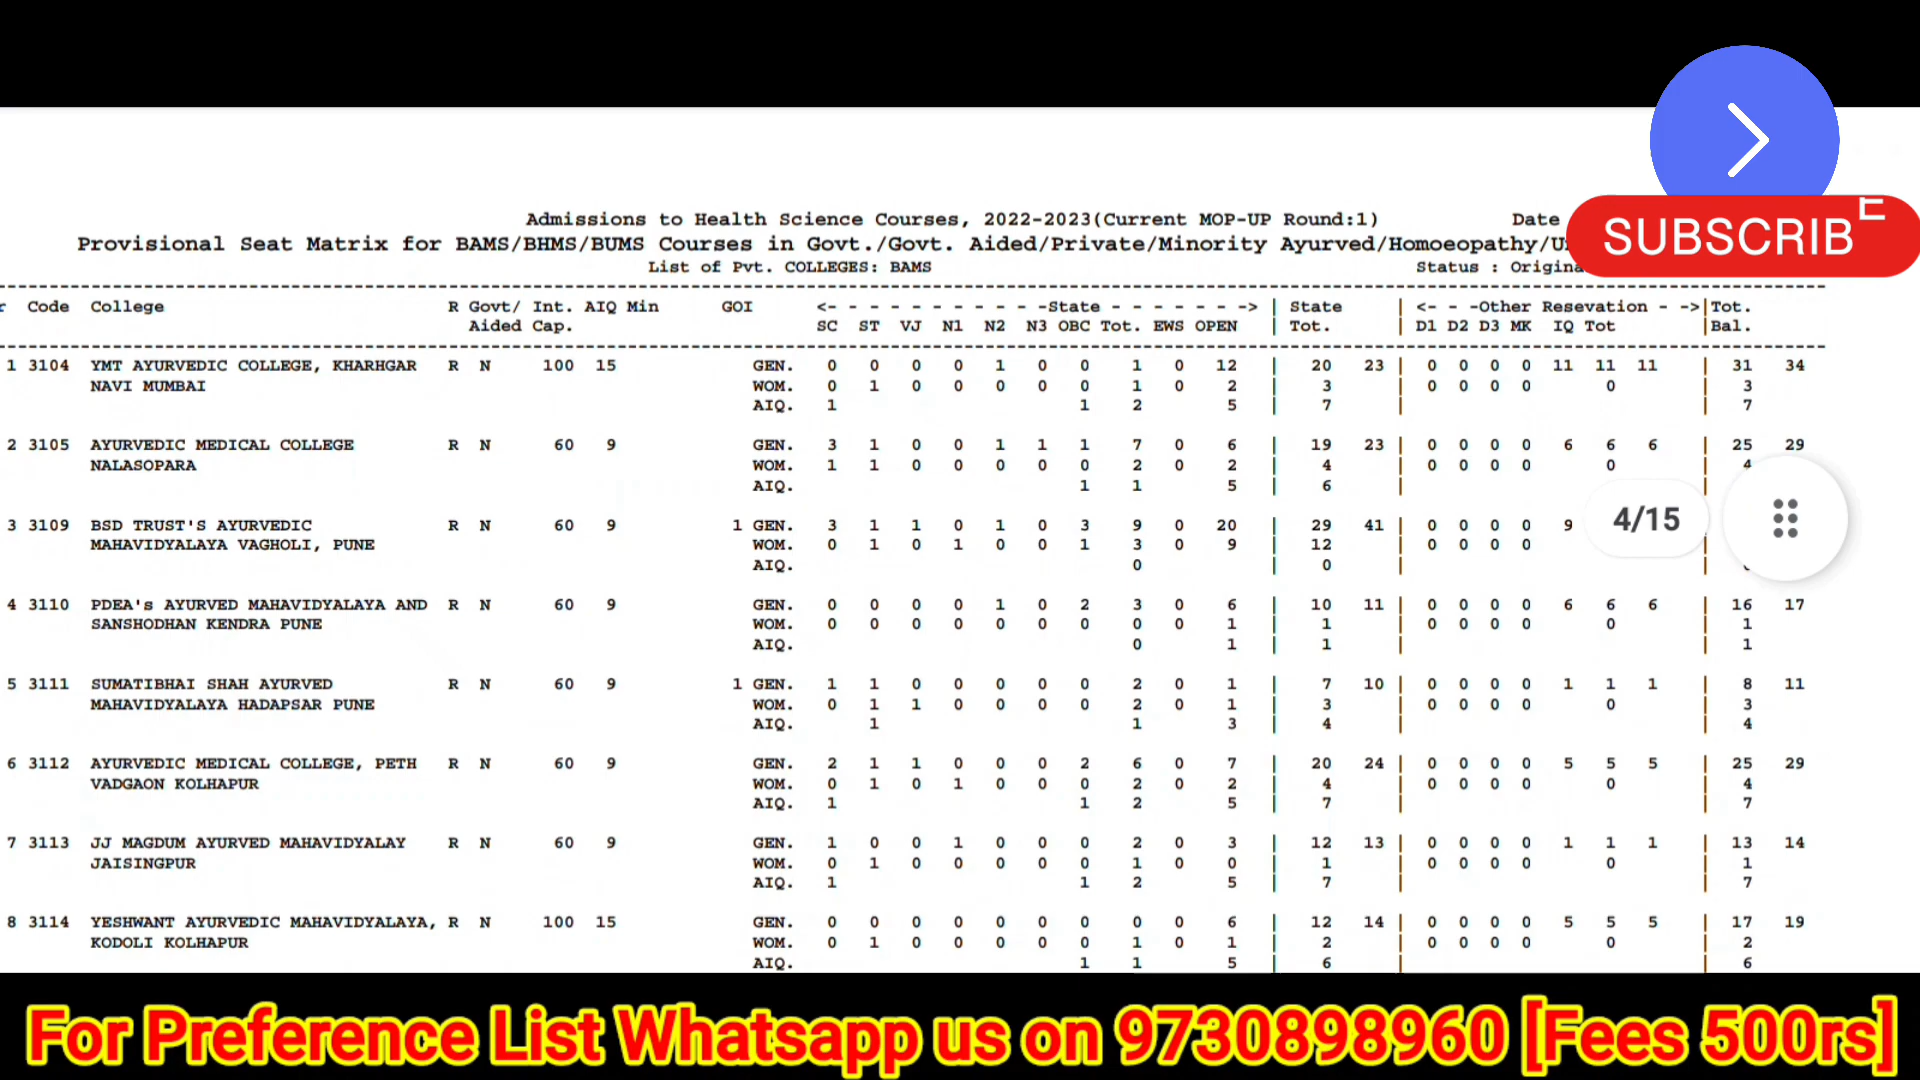 SUBSCRIBE
Admissions to Health Science Courses, 2022-2023(Current MOP-UP Round:1) Date
Provisional Seat Matrix for BAMS/BHMS/BUMS Courses in Govt./Govt. Aided/Private/Minority Ayurved/Homoeopathy/U
List of Pvt. COLLEGES: BAMS Status : Origina
Code College R Govt/ Int. AIQ Min GOI <- - - - - - - - - - - -State - - - - - - -> | State | <- - -Other Resevation - ->|Tot.
Aided Cap. SC ST VJ N1 N2 N3 OBC Tot. EWS OPEN | Tot. | D1 D2 D3 MK IQ Tot |Bal.
1 3104 YMT AYURVEDIC COLLEGE, KHARHGAR R N 100 15 GEN. 0 0 0 0 1 0 0 1 0 12 | 20 23 | 0 0 0 0 11 11 11 | 31 34
NAVI MUMBAI WOM. 0 1 0 0 0 0 0 1 0 2 | 3 | 0 0 0 0 0 | 3
AIQ. 1 1 2 5 | 7 | | 7
2 3105 AYURVEDIC MEDICAL COLLEGE R N 60 9 GEN. 3 1 0 0 1 1 1 7 0 6 | 19 23 | 0 0 0 0 6 6 6 | 25 29
NALASOPARA WOM. 1 1 0 0 0 0 0 2 0 2 | 4 | 0 0 0 0 0 | 4
AIQ. 1 1 5 | 6 |
3 3109 BSD TRUST'S AYURVEDIC R N 60 9 1 GEN. 3 1 1 0 1 0 3 9 0 20 | 29 41 | 0 0 0 0 9
MAHAVIDYALAYA VAGHOLI, PUNE WOM. 0 1 0 1 0 0 1 3 0 9 | 12 | 0 0 0 0
AIQ. 0 | 0 |
4/15
4 3110 PDEA's AYURVED MAHAVIDYALAYA AND R N 60 9 GEN. 0 0 0 0 1 0 2 3 0 6 | 10 11 | 0 0 0 0 6 6 6 | 16 17
SANSHODHAN KENDRA PUNE WOM. 0 0 0 0 0 0 0 0 0 1 | 1 | 0 0 0 0 0 | 1
AIQ. 0 1 | 1 | | 1
5 3111 SUMATIBHAI SHAH AYURVED R N 60 9 1 GEN. 1 1 0 0 0 0 0 2 0 1 | 7 10 | 0 0 0 0 1 1 1 | 8 11
MAHAVIDYALAYA HADAPSAR PUNE WOM. 0 1 1 0 0 0 0 2 0 1 | 3 | 0 0 0 0 0 | 3
AIQ. 1 1 3 | 4 | | 4
6 3112 AYURVEDIC MEDICAL COLLEGE, PETH R N 60 9 GEN. 2 1 1 0 0 0 2 6 0 7 | 20 24 | 0 0 0 0 5 5 5 | 25 29
VADGAON KOLHAPUR WOM. 0 1 0 1 0 0 0 2 0 2 | 4 | 0 0 0 0 0 | 4
AIQ. 1 1 2 5 | 7 | | 7
7 3113 JJ MAGDUM AYURVED MAHAVIDYALAY R N 60 9 GEN. 1 0 0 1 0 0 0 2 0 3 | 12 13 | 0 0 0 0 1 1 1 | 13 14
JAISINGPUR WOM. 0 1 0 0 0 0 0 1 0 0 | 1 | 0 0 0 0 0 | 1
AIQ. 1 1 2 5 | 7 | | 7
8 3114 YESHWANT AYURVEDIC MAHAVIDYALAYA, R N 100 15 GEN. 0 0 0 0 0 0 0 0 0 6 | 12 14 | 0 0 0 0 5 5 5 | 17 19
KODOLI KOLHAPUR WOM. 0 1 0 0 0 0 0 1 0 1 | 2 | 0 0 0 0 0 | 2
AIQ. 1 1 5 | 6 | | 6
For Preference List Whatsapp us on 9730898960 [Fees 500rs]